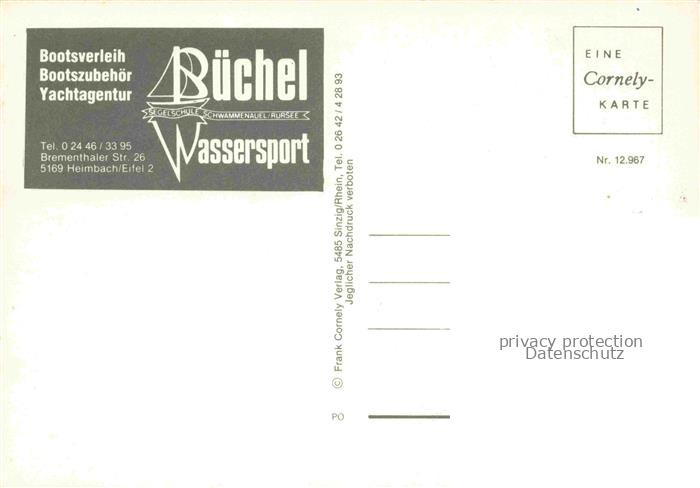 Bootsverleih
Bootszubehör
Yachtagentur
Büchel
SEGELSCHULE SCHWAMMENAUEL/RURSEE
Wassersport
Tel. 0 24 46 / 33 95
Brementhaler Str. 26
5169 Heimbach/Eifel 2
© Frank Cornely Verlag, 5485 Sinzig/Rhein, Tel. 0 26 42 / 4 28 93
Jeglicher Nachdruck verboten
EINE
Cornely-
KARTE
Nr. 12.967
privacy protection
Datenschutz
PO